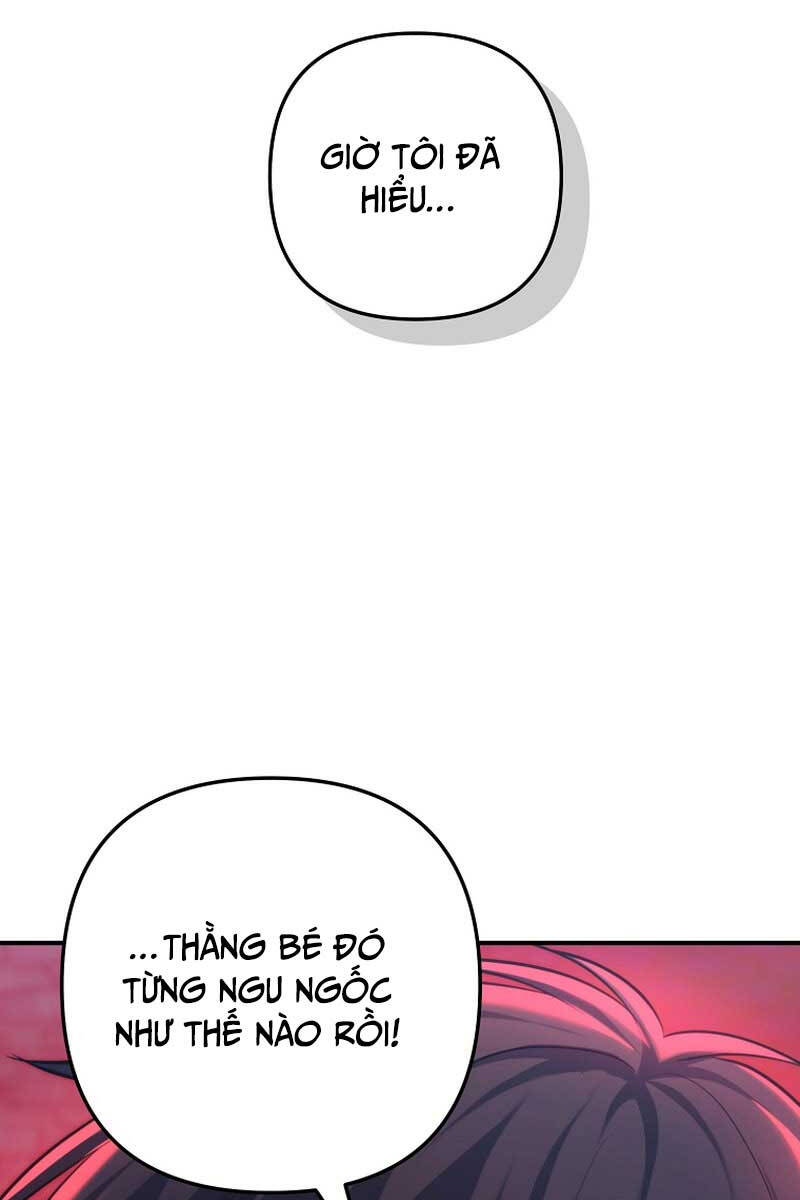 GIỜ TÔI ĐÃ
HIỂU...
...THẰNG BÉ ĐÓ
TỪNG NGU NGỐC
NHƯ THẾ NÀO RỒI!